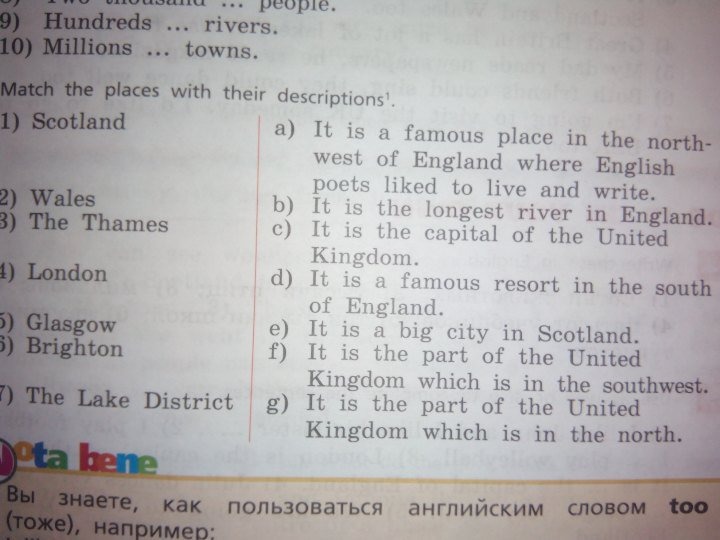 8) Two thousand ... people.
9) Hundreds ... rivers.
10) Millions ... towns.
Match the places with their descriptions¹.
1) Scotland
2) Wales
3) The Thames
4) London
5) Glasgow
6) Brighton
7) The Lake District
a) It is a famous place in the north-
west of England where English
poets liked to live and write.
b) It is the longest river in England.
c) It is the capital of the United
Kingdom.
d) It is a famous resort in the south
of England.
e) It is a big city in Scotland.
f) It is the part of the United
Kingdom which is in the southwest.
g) It is the part of the United
Kingdom which is in the north.
Nota bene
Вы знаете, как пользоваться английским словом too
(тоже), например: